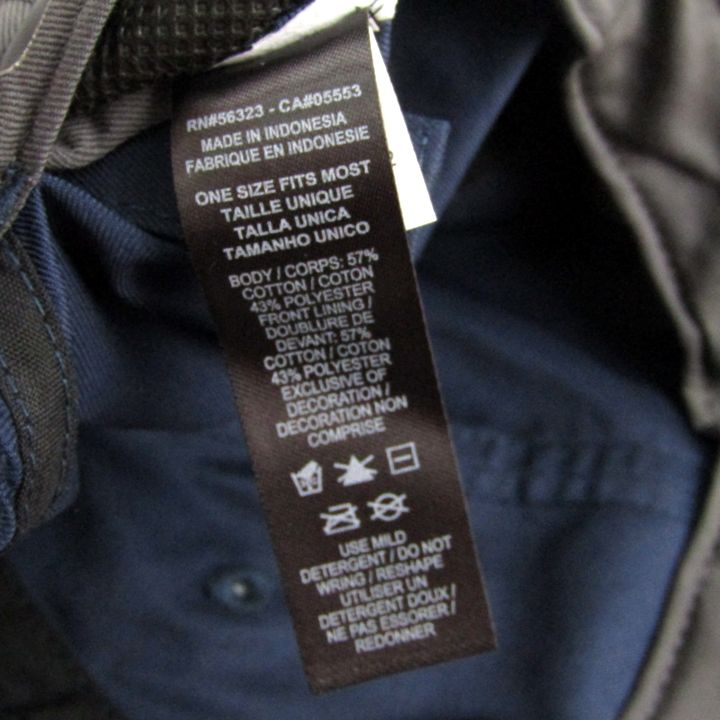 RN#56323 - CA#05553
MADE IN INDONESIA
FABRIQUE EN INDONESIE
ONE SIZE FITS MOST
TAILLE UNIQUE
TALLA UNICA
TAMANHO UNICO
BODY / CORPS: 57%
COTTON / COTON
43% POLYESTER
FRONT LINING /
DOUBLURE DE
DEVANT: 57%
COTTON / COTON
43% POLYESTER
EXCLUSIVE OF
DECORATION /
DECORATION NON
COMPRISE
USE MILD
DETERGENT / DO NOT
WRING / RESHAPE
UTILISER UN
DETERGENT DOUX /
NE PAS ESSORER /
REDONNER